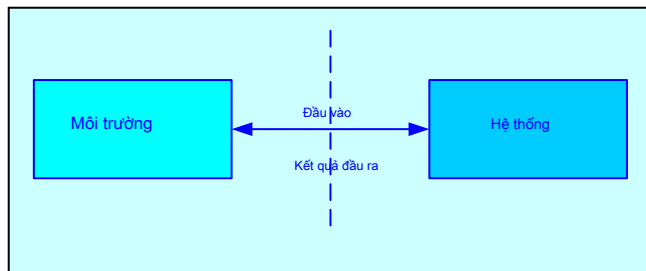 Đầu vào
Môi trường
Hệ thống
Kết quả đầu ra